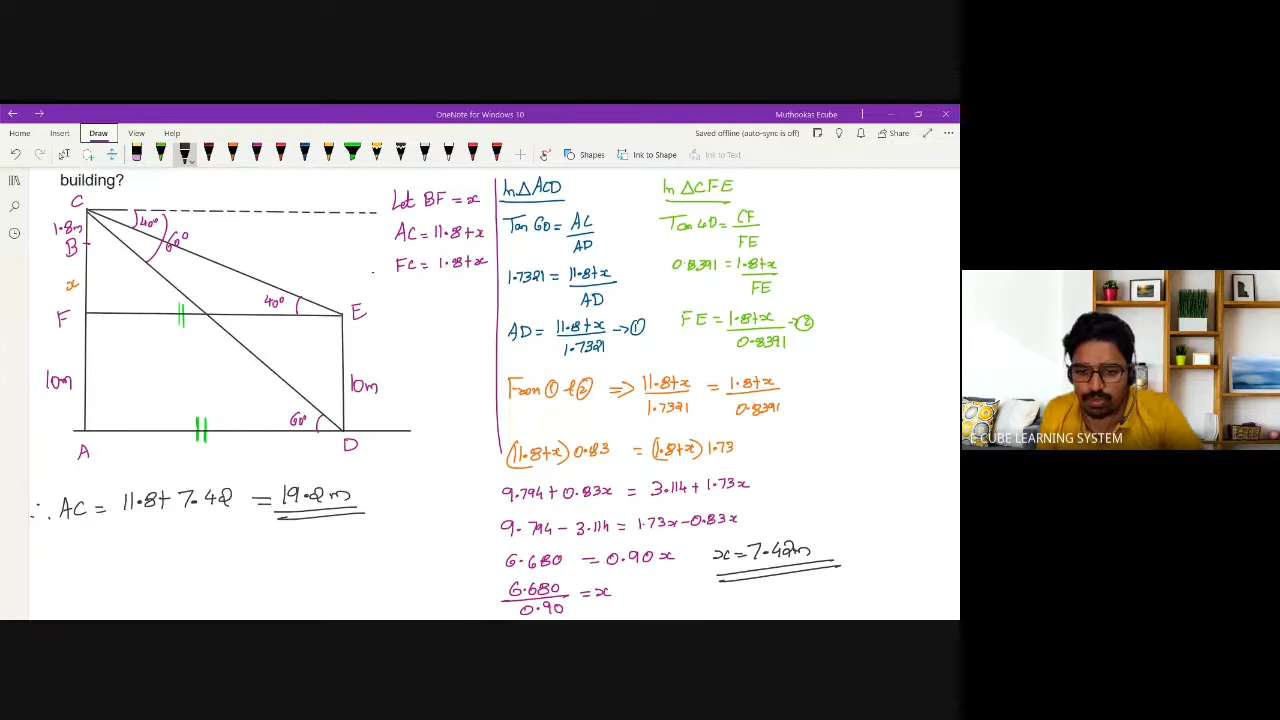 OneNote for Windows 10
Muthookas Ecube
Home Insert Draw View Help
Saved offline (auto-sync is off)
Share
Shapes
Ink to Shape
Ink to Text
building?
C
1.8m
B
x
F
10m
A
40°
60°
40°
E
10m
60°
D
Let BF = x
AC = 11.8+x
FC = 1.8+x
In △ACD
Tan 60 = AC/AD
1.7321 = 11.8+x/AD
AD = 11.8+x/1.7321 → ①
In △CFE
Tan 40 = CF/FE
0.8391 = 1.8+x/FE
FE = 1.8+x/0.8391 → ②
From ① & ② => 11.8+x/1.7321 = 1.8+x/0.8391
(11.8+x) 0.83 = (1.8+x) 1.73
9.794 + 0.83x = 3.114 + 1.73x
9.794 - 3.114 = 1.73x - 0.83x
6.680 = 0.90x
6.680/0.90 = x
x = 7.42m
∴ AC = 11.8 + 7.42 = 19.2m
E CUBE LEARNING SYSTEM